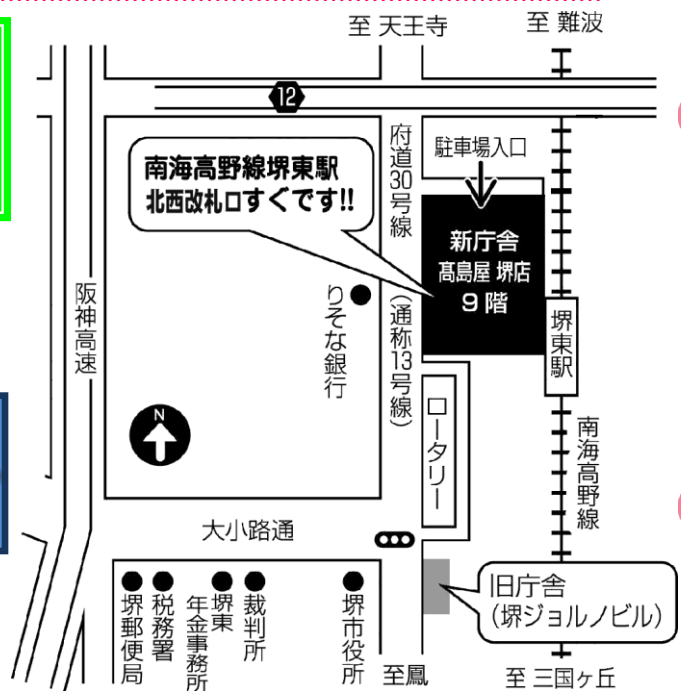 至 天王寺
至 難波
12
南海高野線堺東駅
北西改札口すぐです!!
府道30号線
(通称13号線)
駐車場入口
新庁舎
髙島屋 堺店
9階
阪神高速
りそな銀行
堺東駅
ロータリー
南海高野線
N
大小路通
旧庁舎
(堺ジョルノビル)
堺郵便局
税務署
堺東
年金事務所
裁判所
堺市役所
至鳳
至 三国ヶ丘